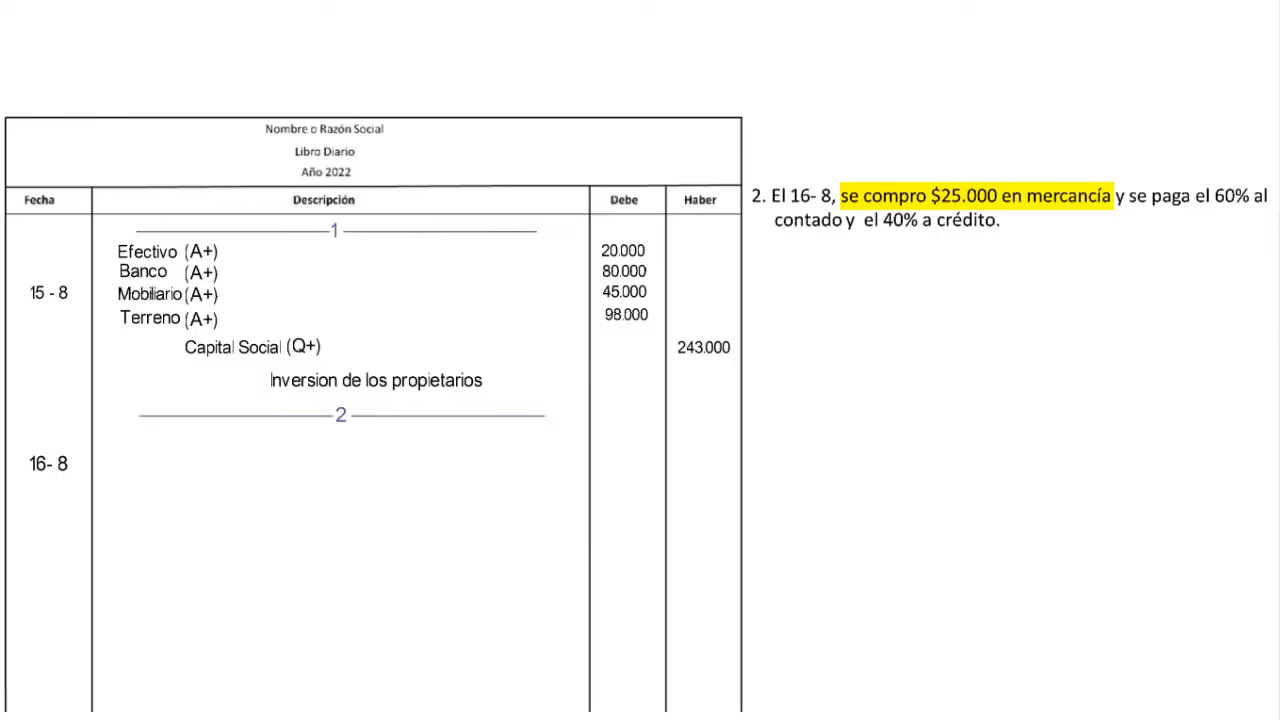 Nombre o Razón Social
Libro Diario
Año 2022
Fecha Descripción Debe Haber
1
Efectivo (A+) 20.000
Banco (A+) 80.000
15 - 8 Mobiliario (A+) 45.000
Terreno (A+) 98.000
Capital Social (Q+) 243.000
Inversion de los propietarios
2
16- 8
2. El 16- 8, se compro $25.000 en mercancía y se paga el 60% al
contado y el 40% a crédito.